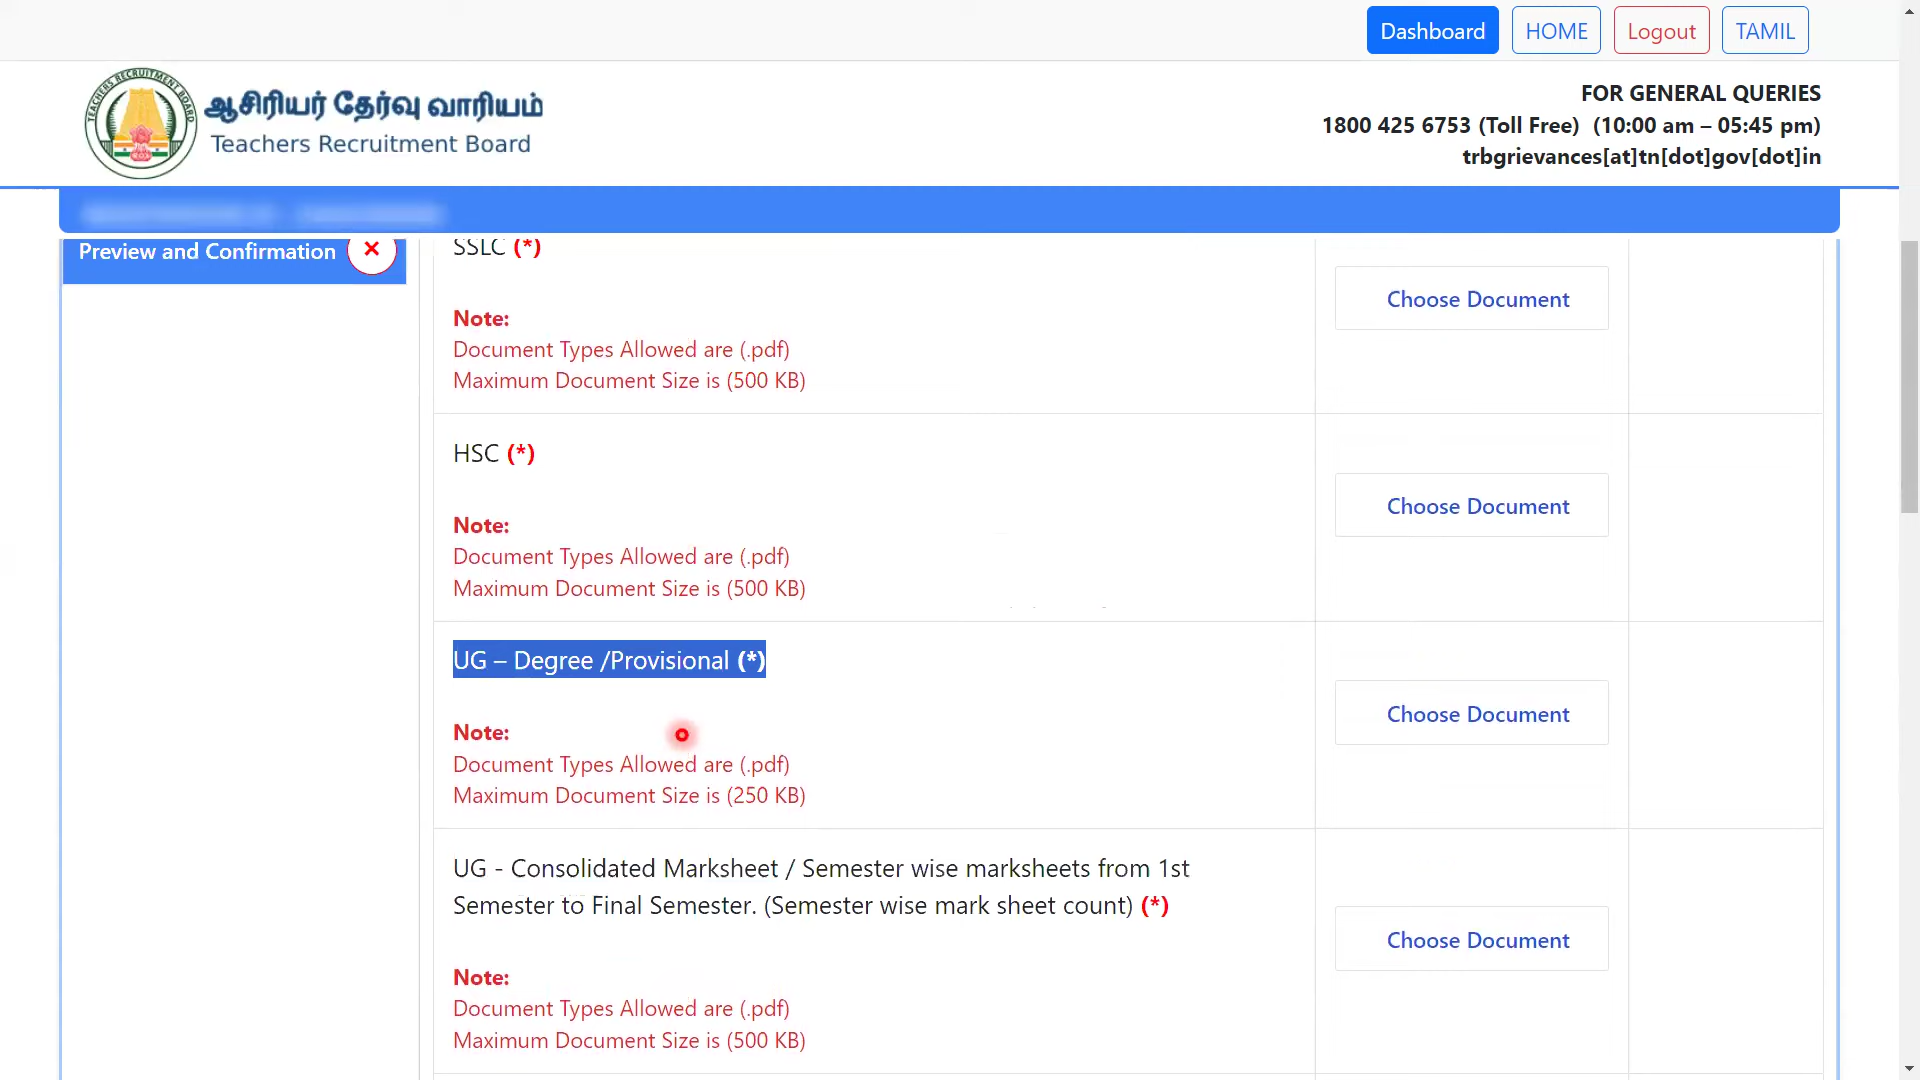 Dashboard
HOME
Logout
TAMIL
TEACHERS RECRUITMENT BOARD
ஆசிரியர் தேர்வு வாரியம்
Teachers Recruitment Board
FOR GENERAL QUERIES
1800 425 6753 (Toll Free) (10:00 am – 05:45 pm)
trbgrievances[at]tn[dot]gov[dot]in
Preview and Confirmation
SSLC (*)
Note:
Document Types Allowed are (.pdf)
Maximum Document Size is (500 KB)
Choose Document
HSC (*)
Note:
Document Types Allowed are (.pdf)
Maximum Document Size is (500 KB)
Choose Document
UG – Degree /Provisional (*)
Note:
Document Types Allowed are (.pdf)
Maximum Document Size is (250 KB)
Choose Document
UG - Consolidated Marksheet / Semester wise marksheets from 1st
Semester to Final Semester. (Semester wise mark sheet count) (*)
Note:
Document Types Allowed are (.pdf)
Maximum Document Size is (500 KB)
Choose Document